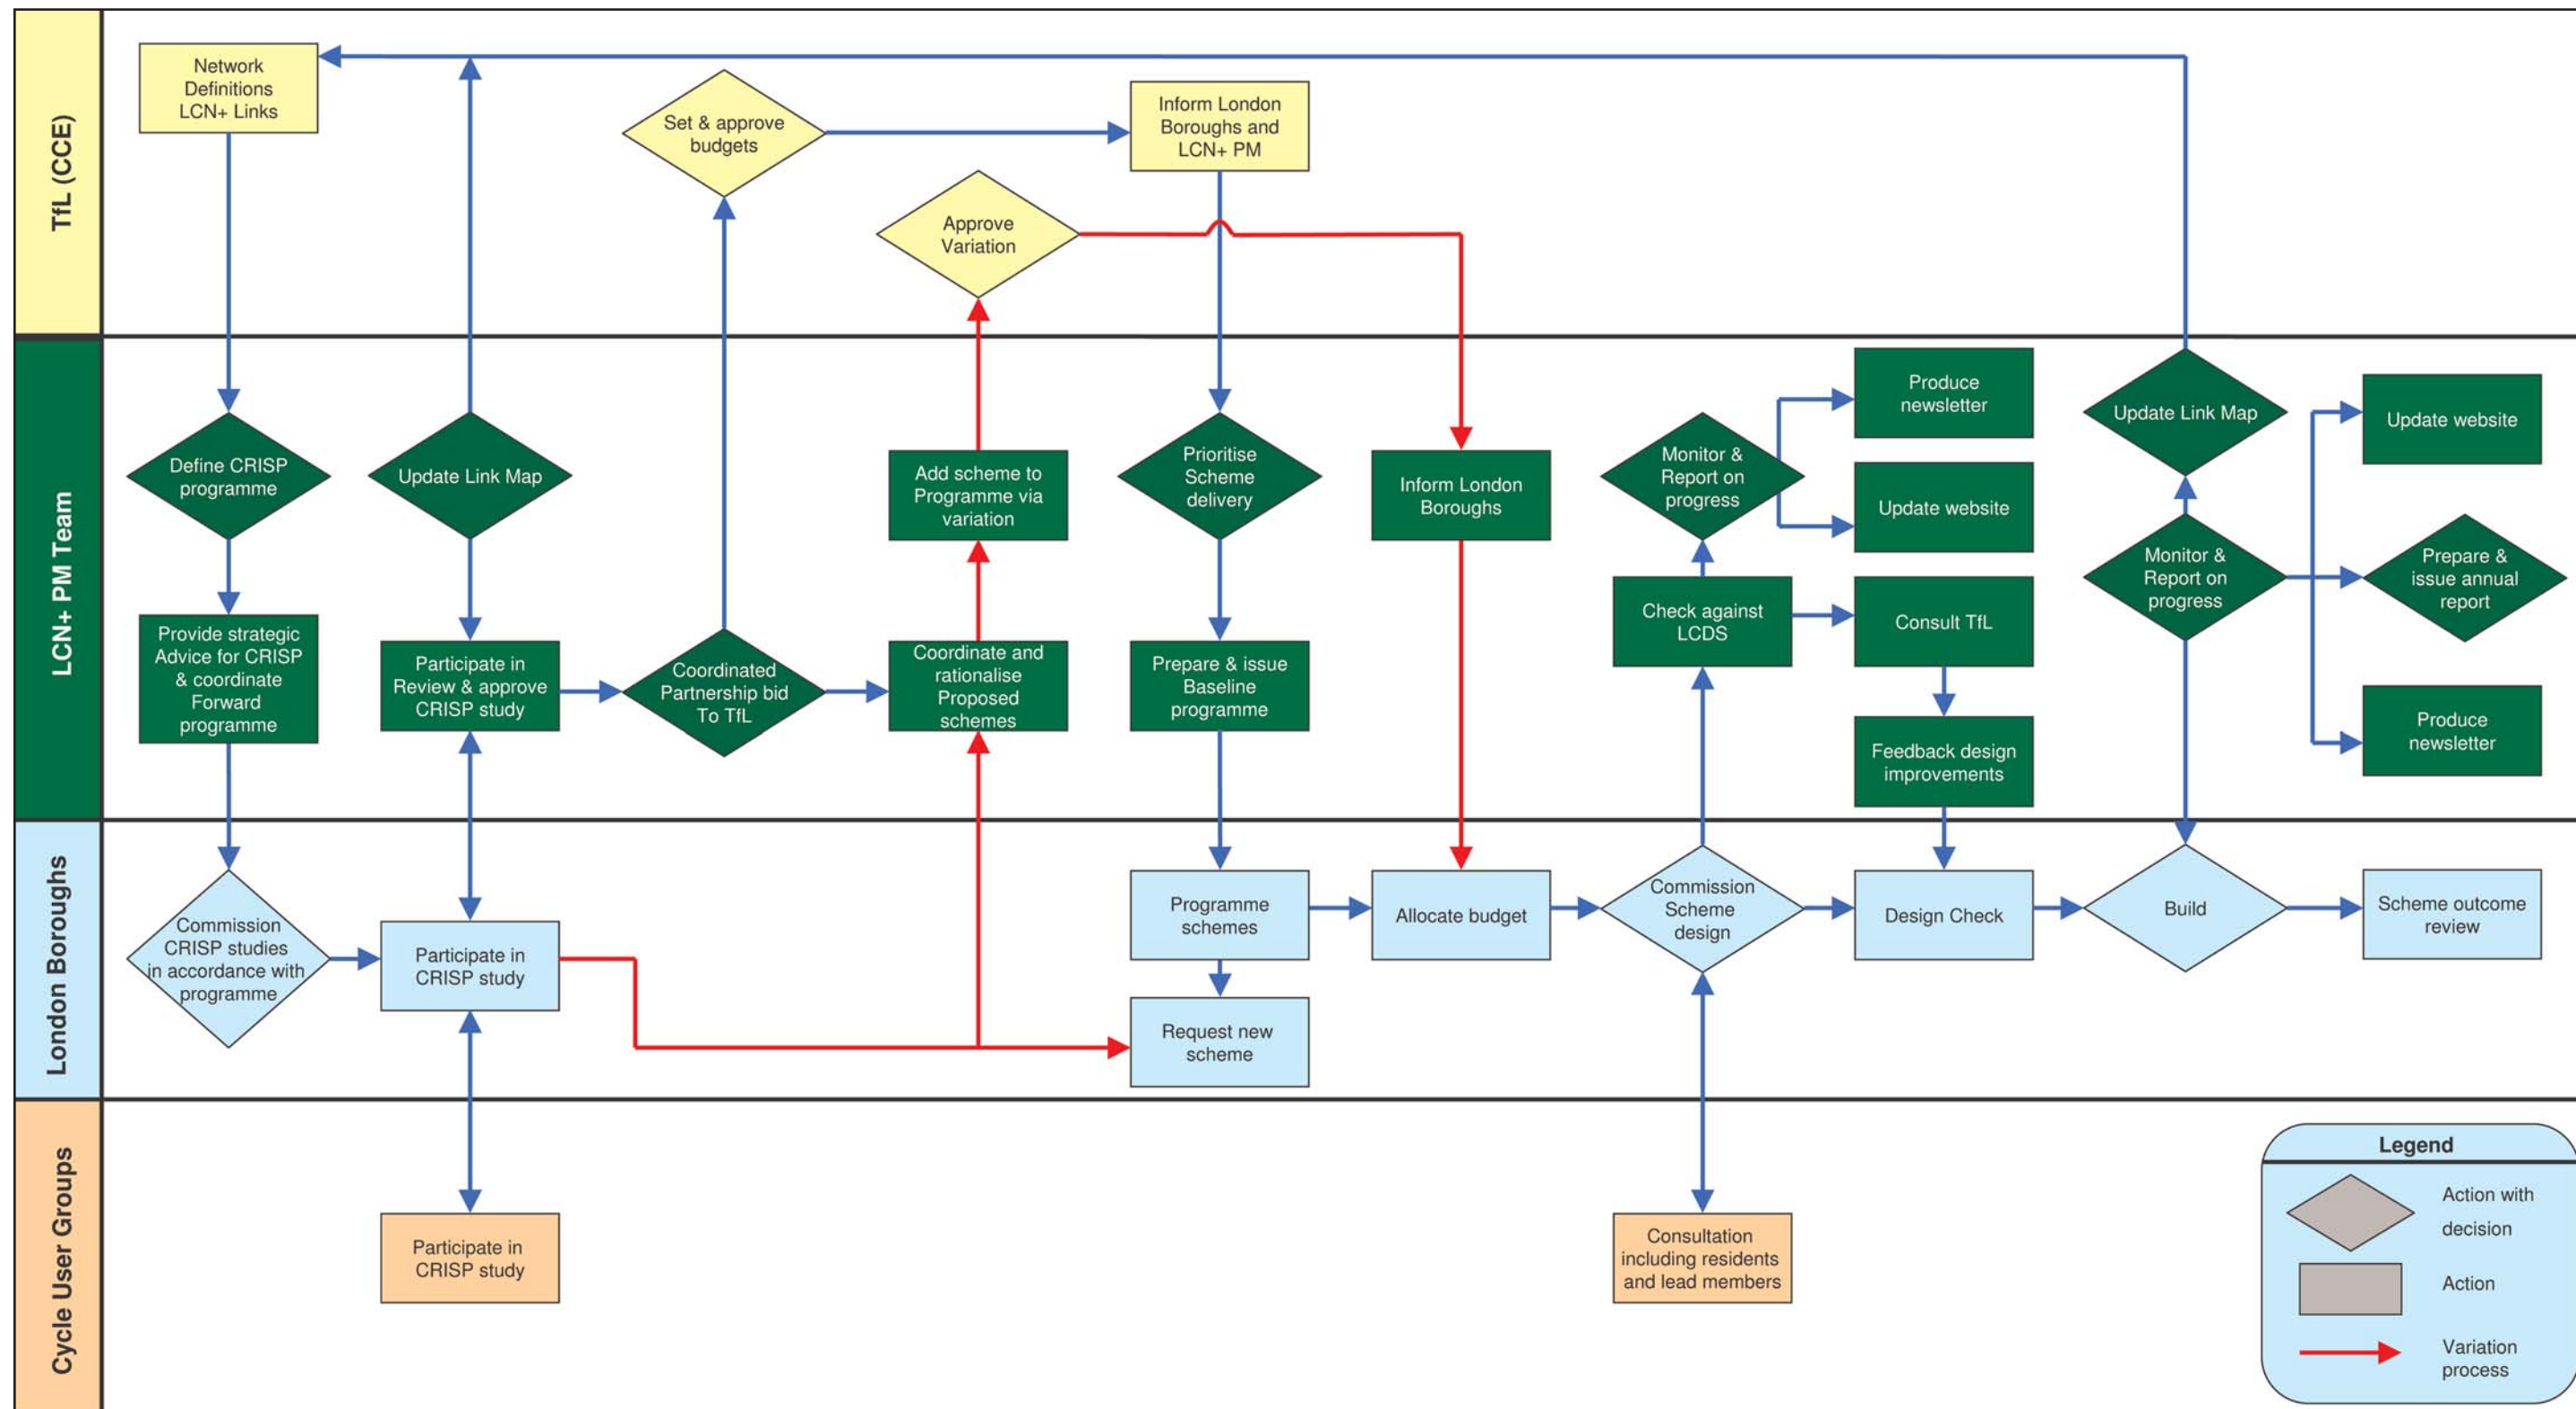 TfL (CCE)
Network
Definitions
LCN+ Links
Set & approve
budgets
Inform London
Boroughs and
LCN+ PM
Approve
Variation
LCN+ PM Team
Define CRISP
programme
Update Link Map
Add scheme to
Programme via
variation
Prioritise
Scheme
delivery
Inform London
Boroughs
Monitor &
Report on
progress
Produce
newsletter
Update website
Update Link Map
Update website
Provide strategic
Advice for CRISP
& coordinate
Forward
programme
Participate in
Review & approve
CRISP study
Coordinated
Partnership bid
To TfL
Coordinate and
rationalise
Proposed
schemes
Prepare & issue
Baseline
programme
Check against
LCDS
Consult TfL
Feedback design
improvements
Monitor &
Report on
progress
Prepare &
issue annual
report
Produce
newsletter
London Boroughs
Commission
CRISP studies
in accordance with
programme
Participate in
CRISP study
Programme
schemes
Allocate budget
Commission
Scheme
design
Design Check
Build
Scheme outcome
review
Request new
scheme
Cycle User Groups
Participate in
CRISP study
Consultation
including residents
and lead members
Legend
Action with
decision
Action
Variation
process